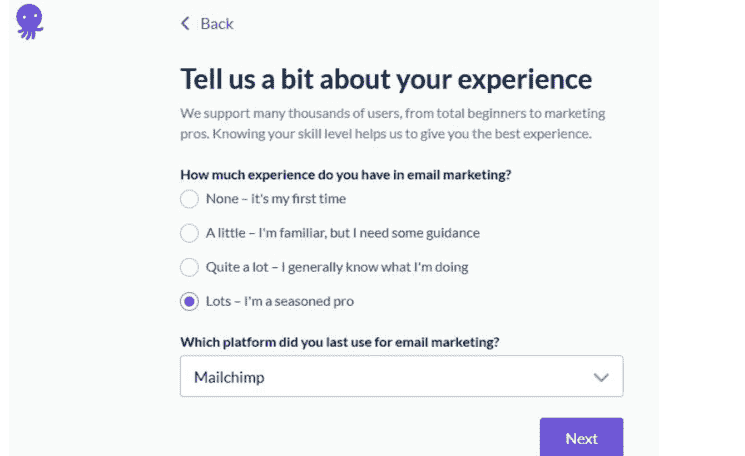 Back
Tell us a bit about your experience
We support many thousands of users, from total beginners to marketing
pros. Knowing your skill level helps us to give you the best experience.
How much experience do you have in email marketing?
None – it's my first time
A little – I'm familiar, but I need some guidance
Quite a lot – I generally know what I'm doing
Lots – I'm a seasoned pro
Which platform did you last use for email marketing?
Mailchimp
Next